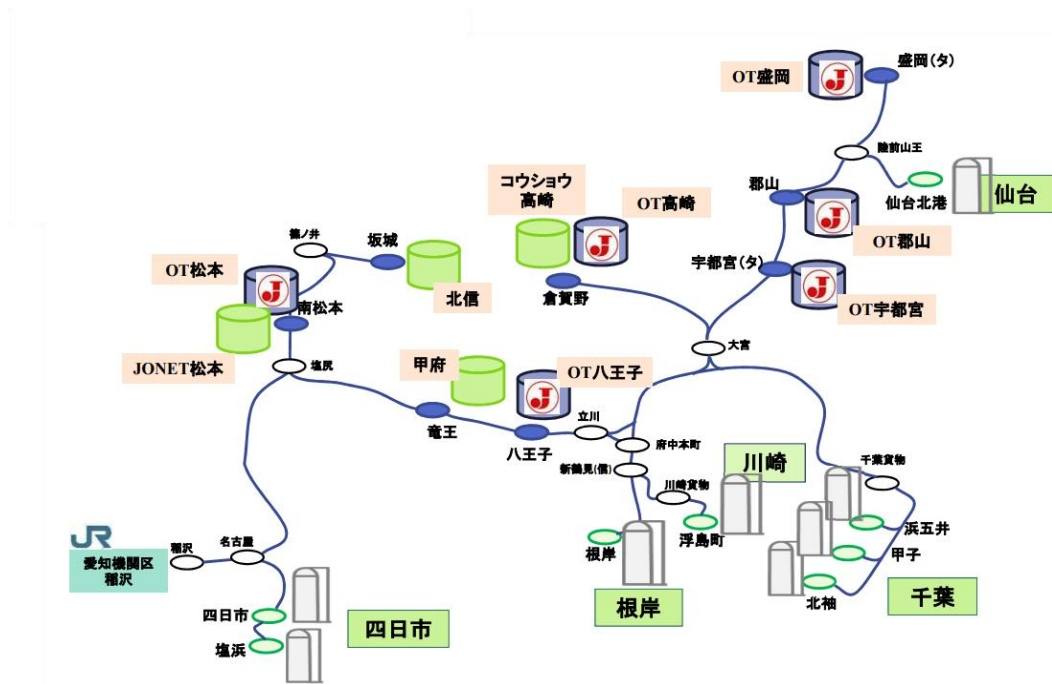 盛岡(タ)
OT盛岡
陸前山王
仙台北港
仙台
郡山
OT郡山
コウショウ
高崎
OT高崎
宇都宮(タ)
OT宇都宮
倉賀野
大宮
篠ノ井
坂城
北信
OT松本
南松本
JONET松本
塩尻
甲府
OT八王子
竜王
八王子
立川
府中本町
新鶴見(信)
川崎
川崎貨物
浮島町
根岸
根岸
千葉貨物
浜五井
甲子
北袖
千葉
JR
愛知機関区
稲沢
稲沢
名古屋
四日市
塩浜
四日市
J
J
J
J
J
J